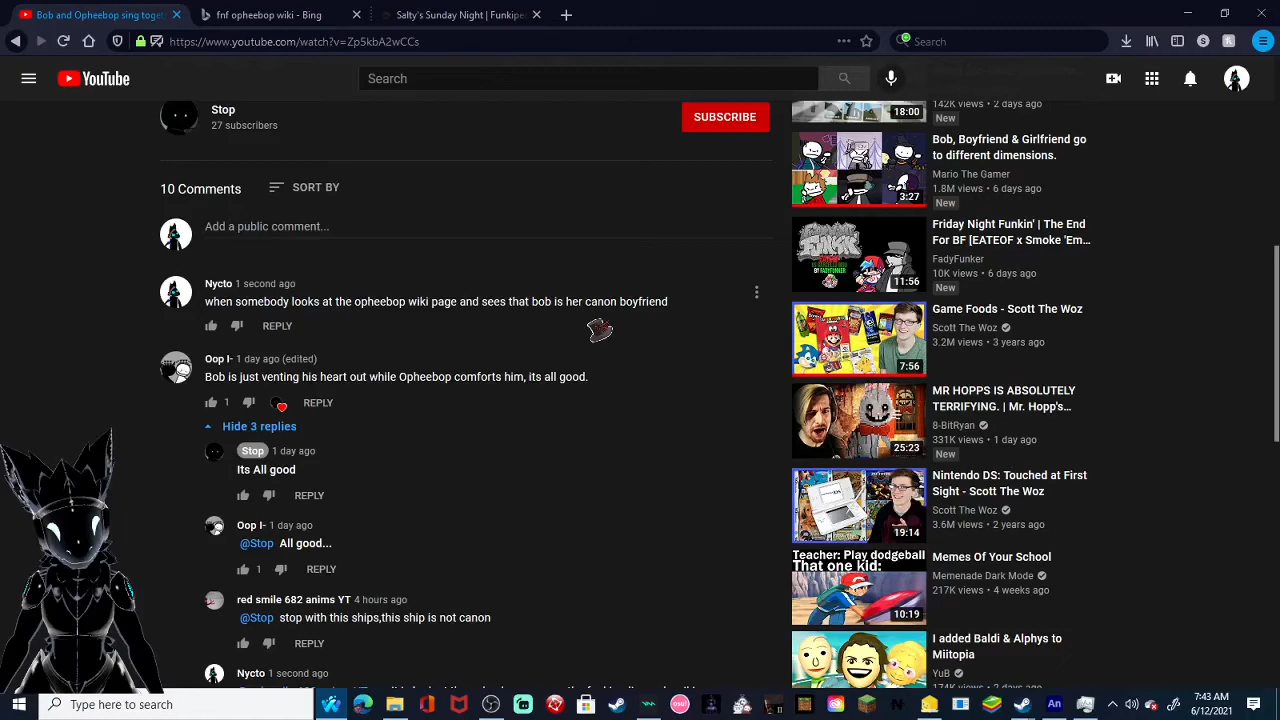 Bob and Opheebop sing toget
fnf opheebop wiki - Bing
Salty's Sunday Night | Funkipe
https://www.youtube.com/watch?v=Zp5kbA2wCCs
Search
YouTube
Search
Stop
27 subscribers
SUBSCRIBE
10 Comments
SORT BY
Add a public comment...
Nycto 1 second ago
when somebody looks at the opheebop wiki page and sees that bob is her canon boyfriend
REPLY
Oop I- 1 day ago (edited)
is just venting his heart out while Opheebop comforts him, its all good.
1 REPLY
Hide 3 replies
Stop 1 day ago
Its All good
REPLY
Oop I- 1 day ago
@Stop All good...
1 REPLY
red smile 682 anims YT 4 hours ago
@Stop stop with this ships,this ship is not canon
REPLY
Nycto 1 second ago
142K views • 2 days ago
18:00
New
Bob, Boyfriend & Girlfriend go
to different dimensions.
Mario The Gamer
1.8M views • 6 days ago
3:27
New
Friday Night Funkin' | The End
For BF [EATEOF x Smoke 'Em...
FadyFunker
10K views • 6 days ago
11:56
New
Game Foods - Scott The Woz
Scott The Woz
3.2M views • 3 years ago
7:56
MR HOPPS IS ABSOLUTELY
TERRIFYING. | Mr. Hopp's...
8-BitRyan
331K views • 1 day ago
25:23
New
Nintendo DS: Touched at First
Sight - Scott The Woz
Scott The Woz
3.6M views • 2 years ago
19:14
Teacher: Play dodgeball
That one kid:
Memes Of Your School
Memenade Dark Mode
217K views • 4 weeks ago
10:19
I added Baldi & Alphys to
Miitopia
YuB
Type here to search
7:43 AM
6/12/2021